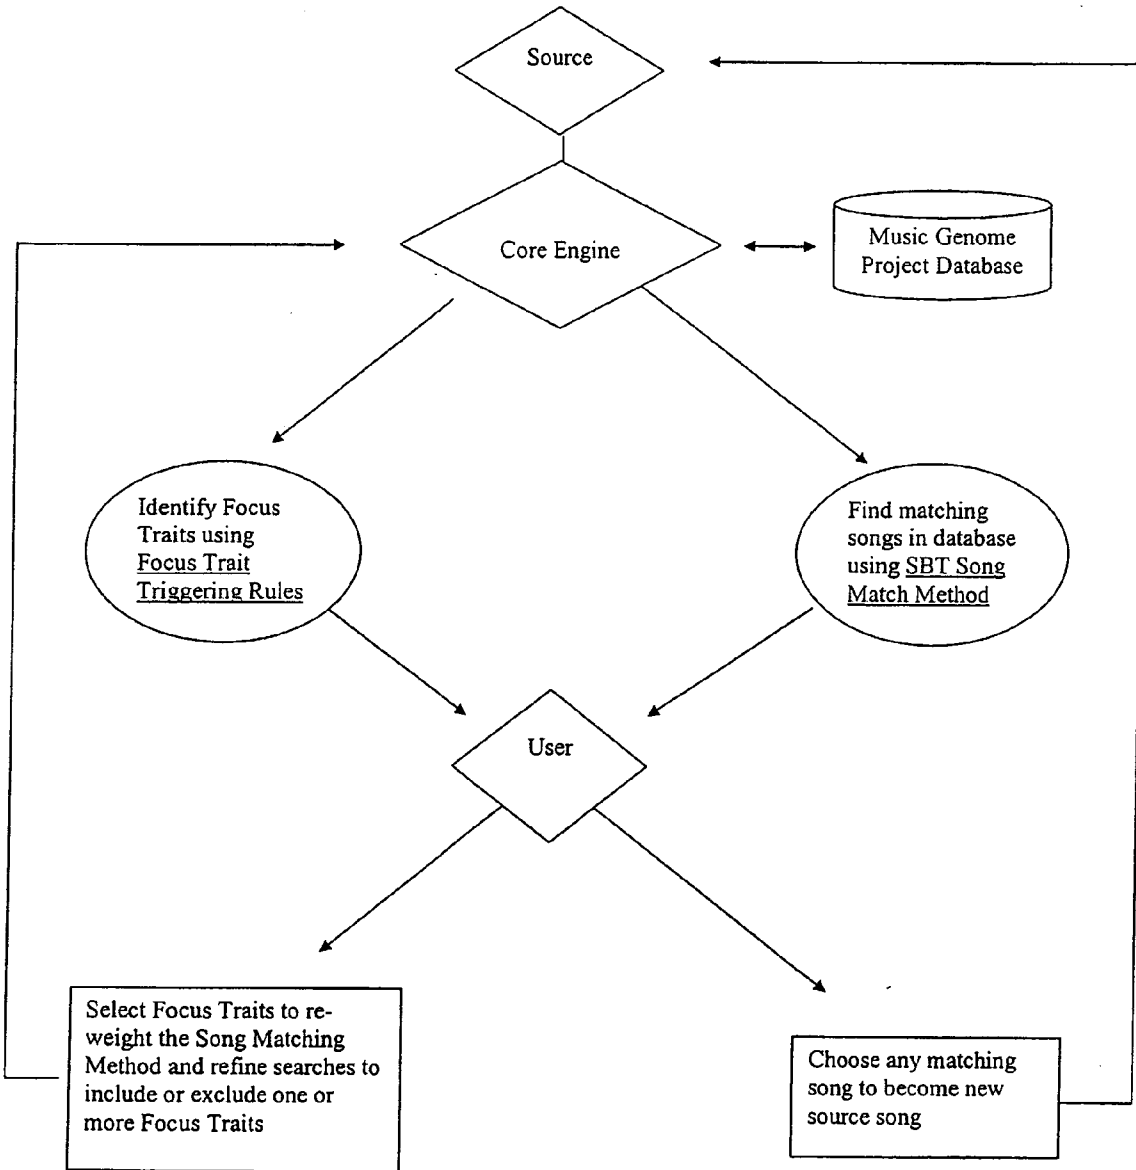 Source
Core Engine
Music Genome
Project Database
Identify Focus
Traits using
Focus Trait
Triggering Rules
Find matching
songs in database
using SBT Song
Match Method
User
Select Focus Traits to re-
weight the Song Matching
Method and refine searches to
include or exclude one or
more Focus Traits
Choose any matching
song to become new
source song